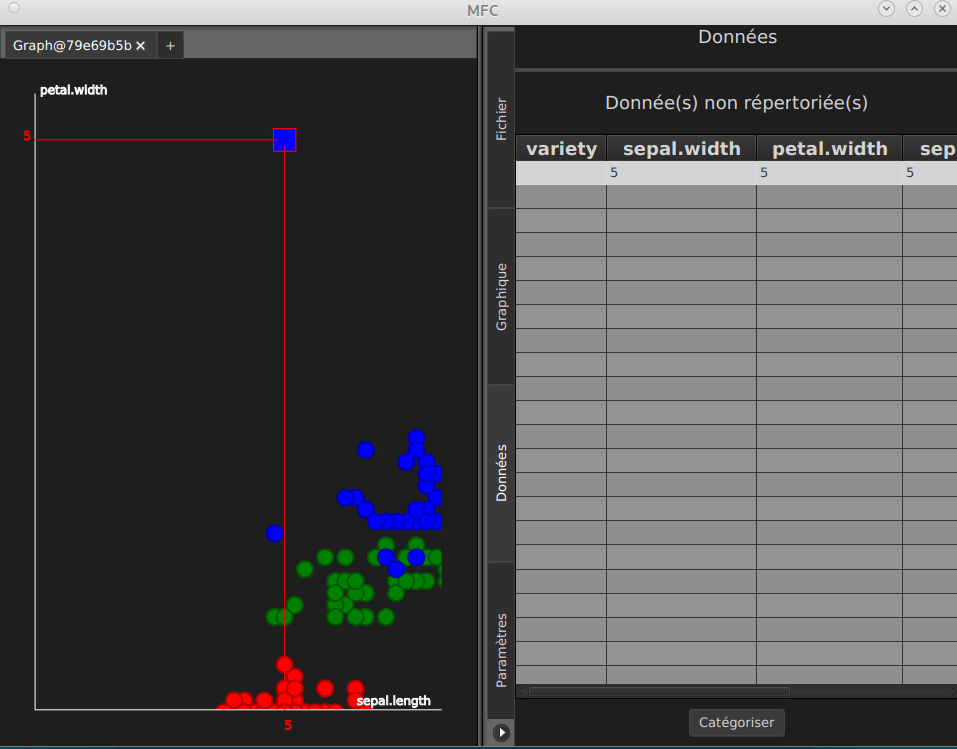 MFC
Graph@79e69b5b ✕ +
petal.width
5
sepal.length
5
Fichier
Graphique
Données
Paramètres
Données
Donnée(s) non répertoriée(s)
variety sepal.width petal.width sep
5 5 5
Catégoriser